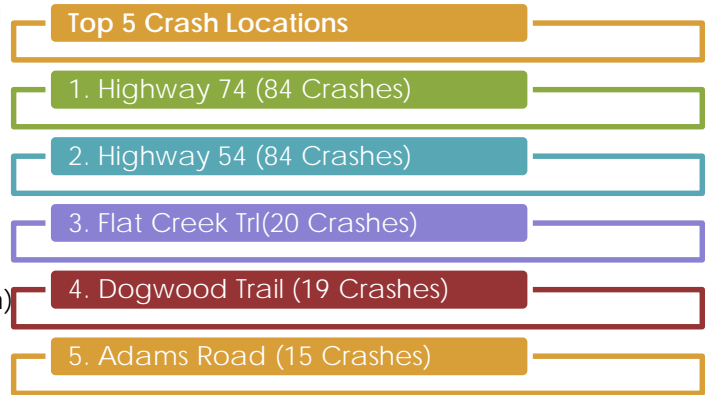 Top 5 Crash Locations
1. Highway 74 (84 Crashes)
2. Highway 54 (84 Crashes)
3. Flat Creek Trl(20 Crashes)
4. Dogwood Trail (19 Crashes)
5. Adams Road (15 Crashes)